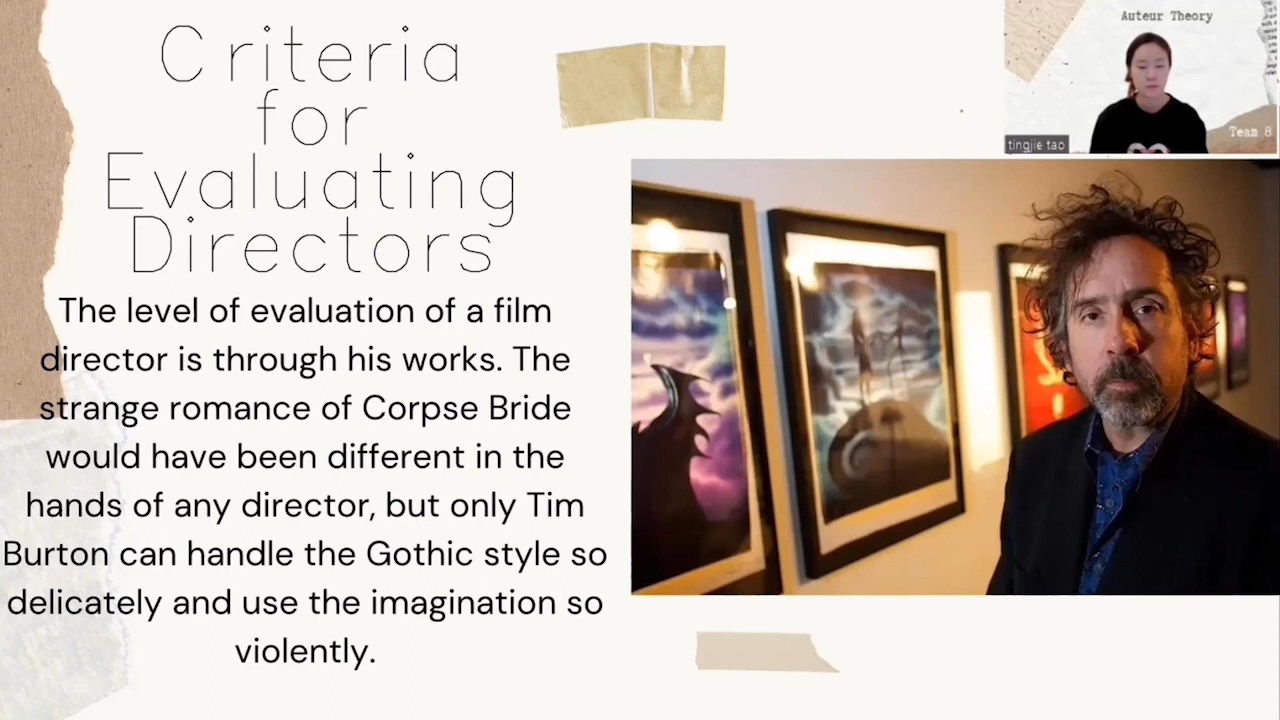 Criteria
for
Evaluating
Directors
The level of evaluation of a film
director is through his works. The
strange romance of Corpse Bride
would have been different in the
hands of any director, but only Tim
Burton can handle the Gothic style so
delicately and use the imagination so
violently.
Auteur Theory
Team 8
tingjie tao